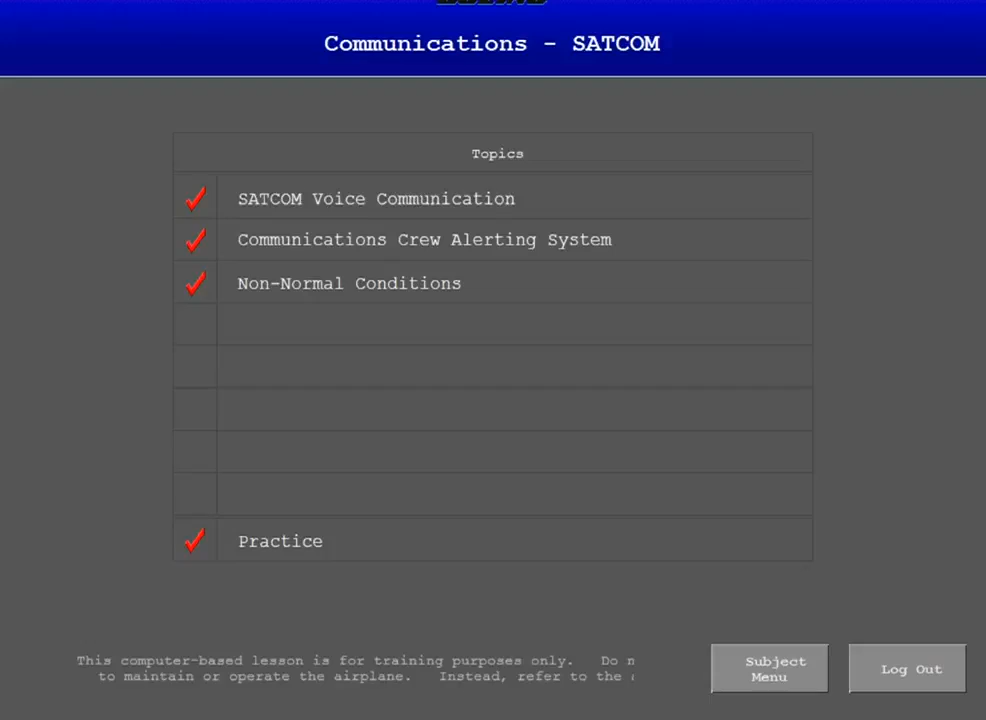 Communications - SATCOM
Topics
SATCOM Voice Communication
Communications Crew Alerting System
Non-Normal Conditions
Practice
This computer-based lesson is for training purposes only. Do
to maintain or operate the airplane. Instead, refer to the
Subject
Menu
Log Out